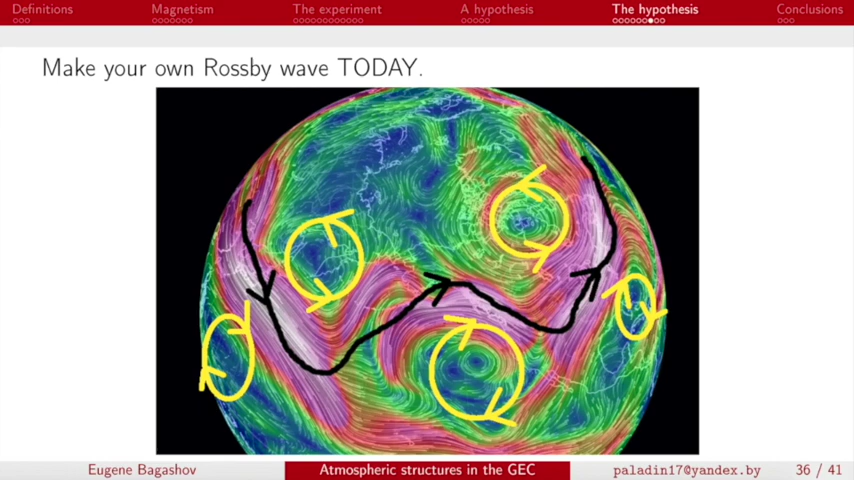 Definitions
Magnetism
The experiment
A hypothesis
The hypothesis
Conclusions
Make your own Rossby wave TODAY.
Eugene Bagashov
Atmospheric structures in the GEC
paladin17@yandex.by
36 / 41